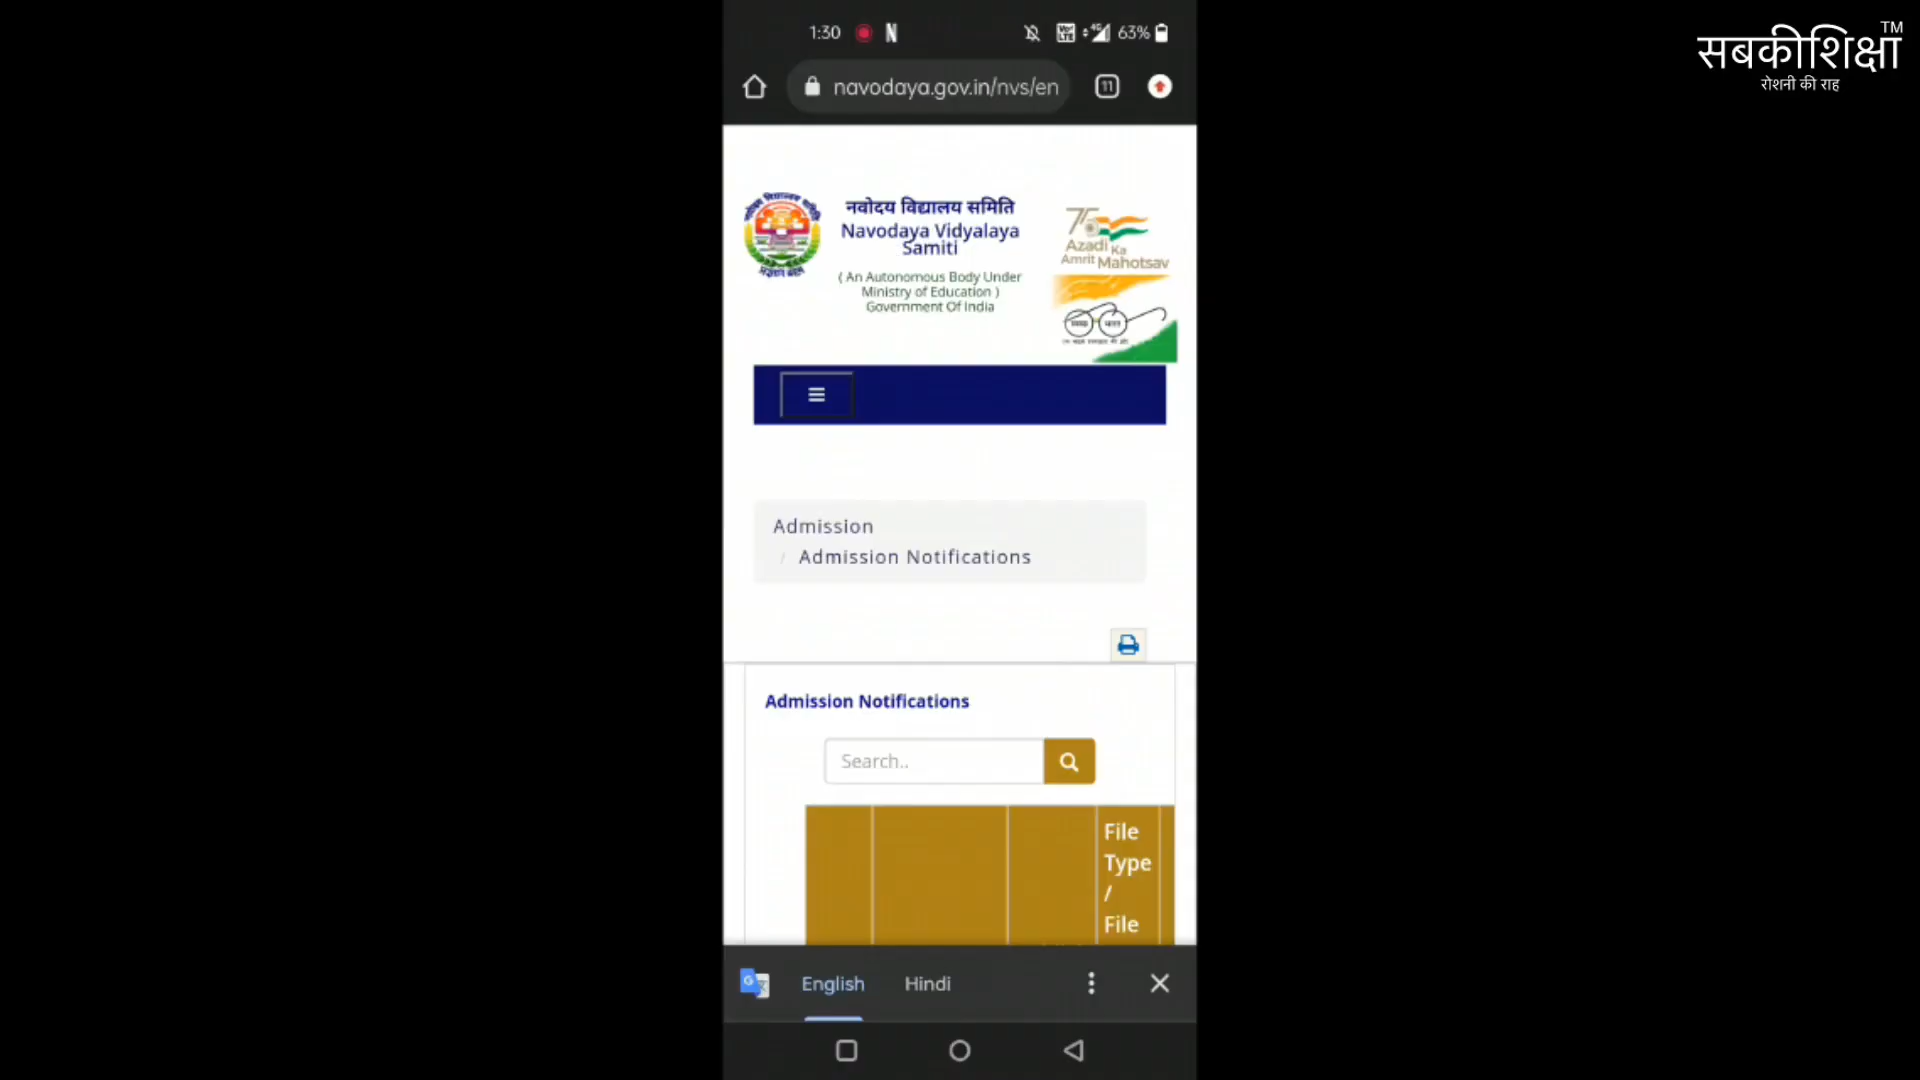 1:30
63%
सबकीशिक्षा™
रोशनी की राह
navodaya.gov.in/nvs/en
11
नवोदय विद्यालय समिति
Navodaya Vidyalaya
Samiti
( An Autonomous Body Under
Ministry of Education )
Government Of India
75
Azadi Ka
Amrit Mahotsav
Admission
/ Admission Notifications
Admission Notifications
Search..
File
Type
/
File
English Hindi